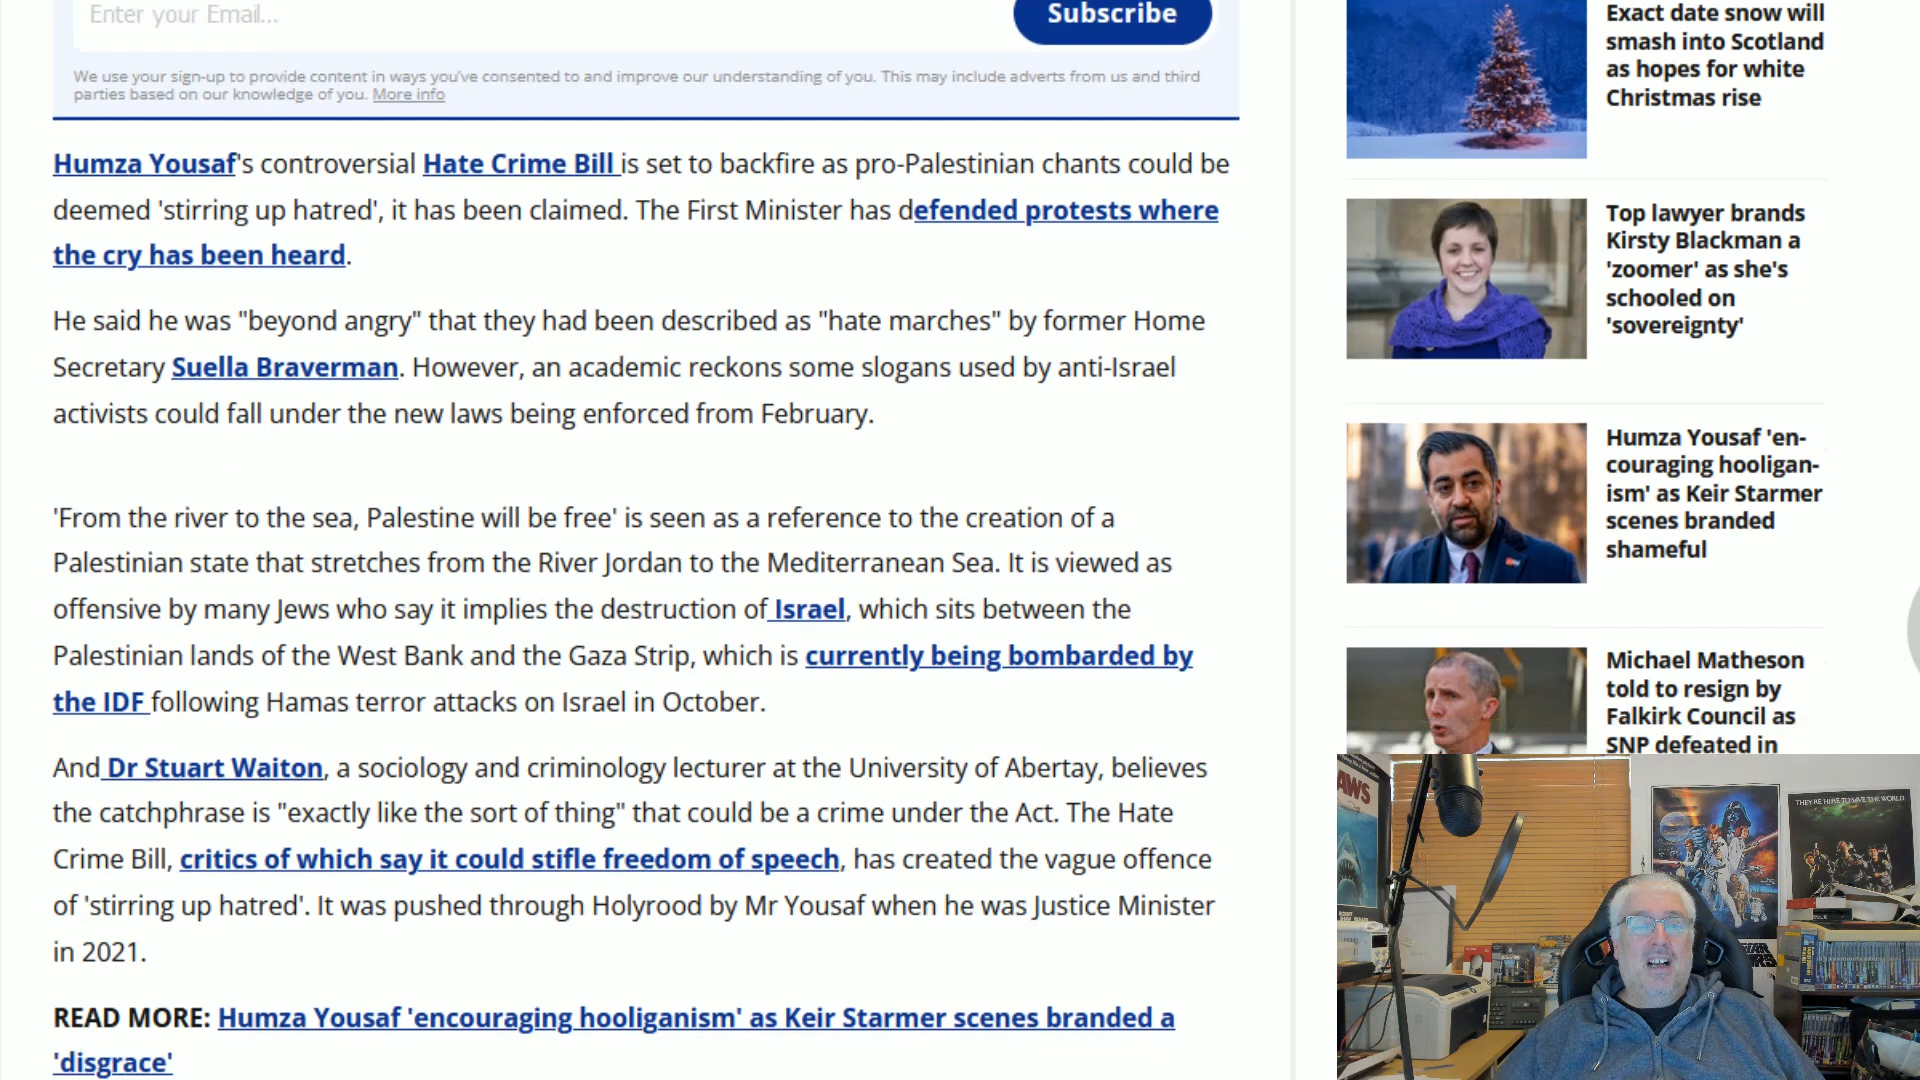 Enter your Email...
Subscribe
We use your sign-up to provide content in ways you've consented to and improve our understanding of you. This may include adverts from us and third
parties based on our knowledge of you. More info
Humza Yousaf's controversial Hate Crime Bill is set to backfire as pro-Palestinian chants could be
deemed 'stirring up hatred', it has been claimed. The First Minister has defended protests where
the cry has been heard.
He said he was "beyond angry" that they had been described as "hate marches" by former Home
Secretary Suella Braverman. However, an academic reckons some slogans used by anti-Israel
activists could fall under the new laws being enforced from February.
'From the river to the sea, Palestine will be free' is seen as a reference to the creation of a
Palestinian state that stretches from the River Jordan to the Mediterranean Sea. It is viewed as
offensive by many Jews who say it implies the destruction of Israel, which sits between the
Palestinian lands of the West Bank and the Gaza Strip, which is currently being bombarded by
the IDF following Hamas terror attacks on Israel in October.
And Dr Stuart Waiton, a sociology and criminology lecturer at the University of Abertay, believes
the catchphrase is "exactly like the sort of thing" that could be a crime under the Act. The Hate
Crime Bill, critics of which say it could stifle freedom of speech, has created the vague offence
of 'stirring up hatred'. It was pushed through Holyrood by Mr Yousaf when he was Justice Minister
in 2021.
READ MORE: Humza Yousaf 'encouraging hooliganism' as Keir Starmer scenes branded a
'disgrace'
Exact date snow will
smash into Scotland
as hopes for white
Christmas rise
Top lawyer brands
Kirsty Blackman a
'zoomer' as she's
schooled on
'sovereignty'
Humza Yousaf 'en-
couraging hooligan-
ism' as Keir Starmer
scenes branded
shameful
Michael Matheson
told to resign by
Falkirk Council as
SNP defeated in
AWS
THEY'RE HERE TO SAVE THE WORLD
STAR
WARS